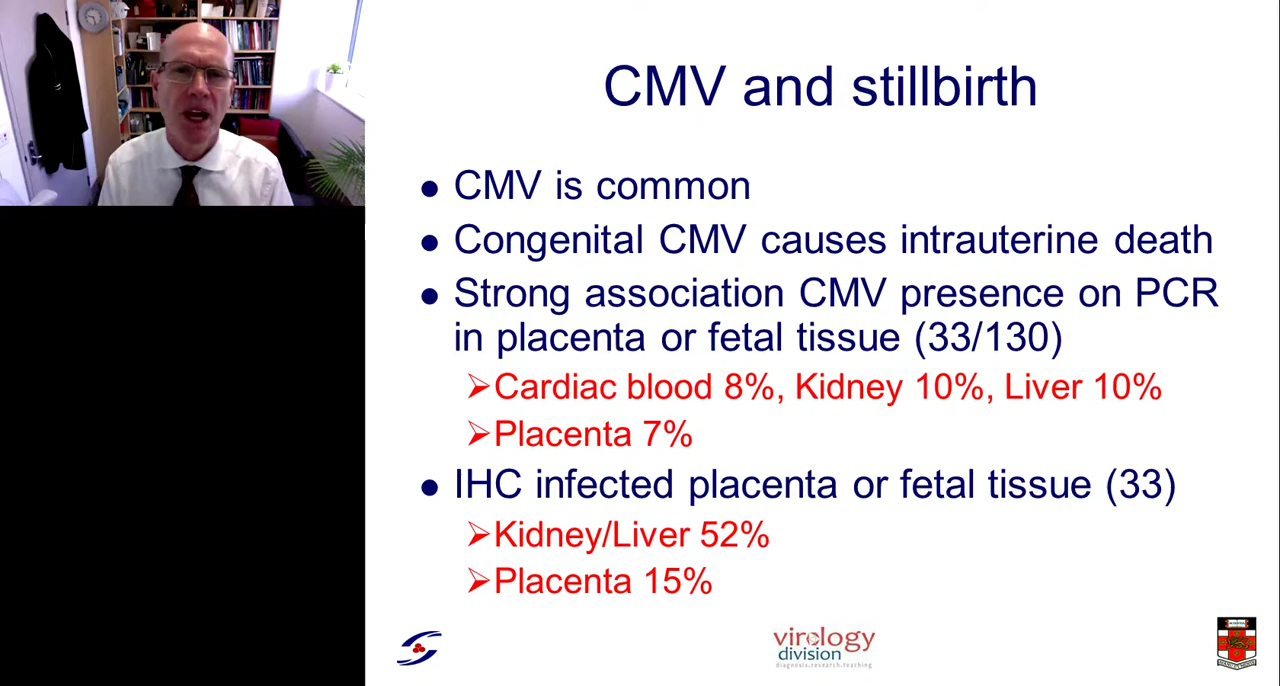 CMV and stillbirth
● CMV is common
● Congenital CMV causes intrauterine death
● Strong association CMV presence on PCR
in placenta or fetal tissue (33/130)
➢Cardiac blood 8%, Kidney 10%, Liver 10%
➢Placenta 7%
● IHC infected placenta or fetal tissue (33)
➢Kidney/Liver 52%
➢Placenta 15%
virology
division
diagnosis.research.teaching